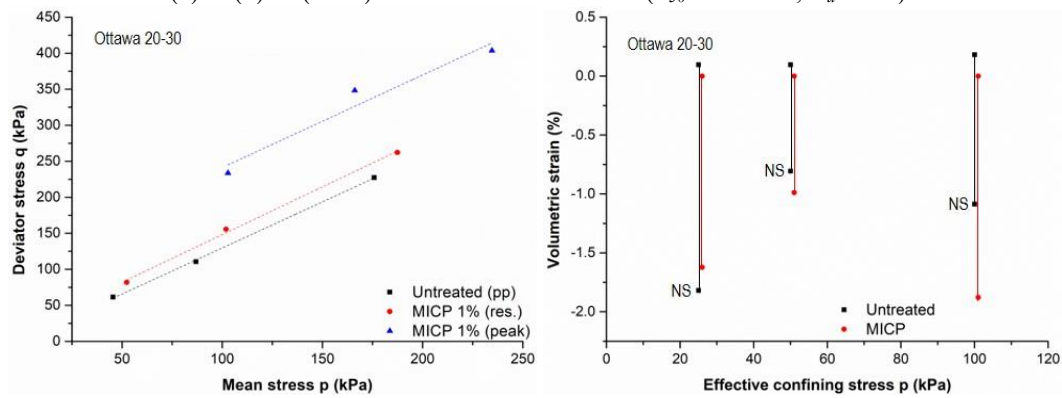 450
400
350
300
250
200
150
100
50
0
Deviator stress q (kPa)
Ottawa 20-30
Untreated (pp)
MICP 1% (res.)
MICP 1% (peak)
50 100 150 200 250
Mean stress p (kPa)
0.5
0.0
-0.5
-1.0
-1.5
-2.0
Volumetric strain (%)
Ottawa 20-30
NS
NS
NS
Untreated
MICP
0 20 40 60 80 100 120
Effective confining stress p (kPa)